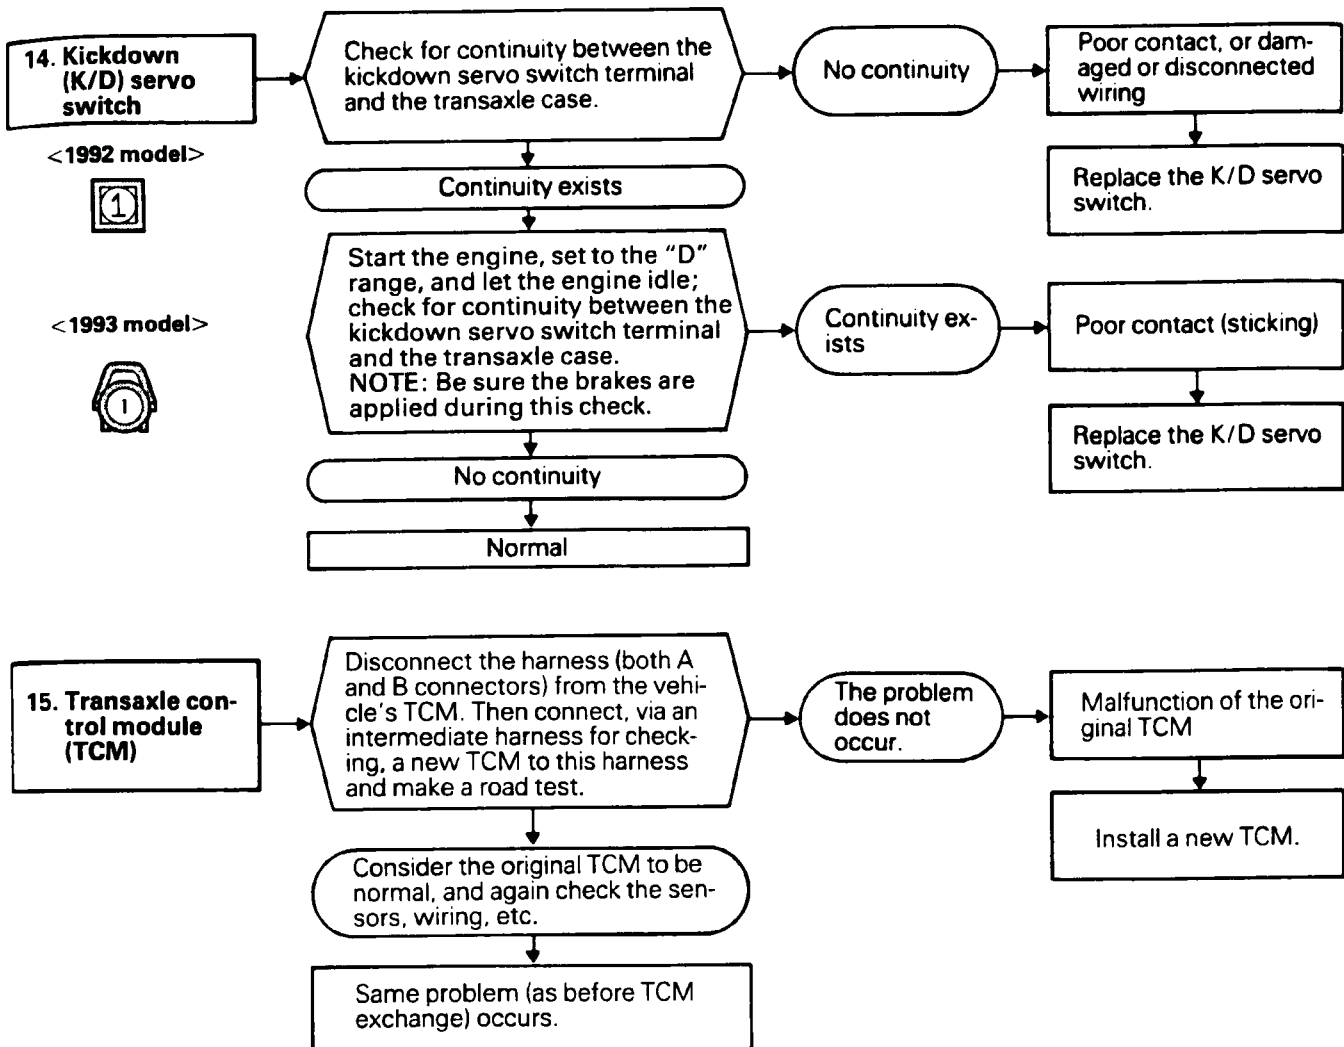 14. Kickdown
(K/D) servo
switch
<1992 model>
1
<1993 model>
1
Check for continuity between the
kickdown servo switch terminal
and the transaxle case.
No continuity
Poor contact, or dam-
aged or disconnected
wiring
Replace the K/D servo
switch.
Continuity exists
Start the engine, set to the “D”
range, and let the engine idle;
check for continuity between the
kickdown servo switch terminal
and the transaxle case.
NOTE: Be sure the brakes are
applied during this check.
Continuity ex-
ists
Poor contact (sticking)
Replace the K/D servo
switch.
No continuity
Normal
15. Transaxle con-
trol module
(TCM)
Disconnect the harness (both A
and B connectors) from the vehi-
cle's TCM. Then connect, via an
intermediate harness for check-
ing, a new TCM to this harness
and make a road test.
The problem
does not
occur.
Malfunction of the ori-
ginal TCM
Install a new TCM.
Consider the original TCM to be
normal, and again check the sen-
sors, wiring, etc.
Same problem (as before TCM
exchange) occurs.